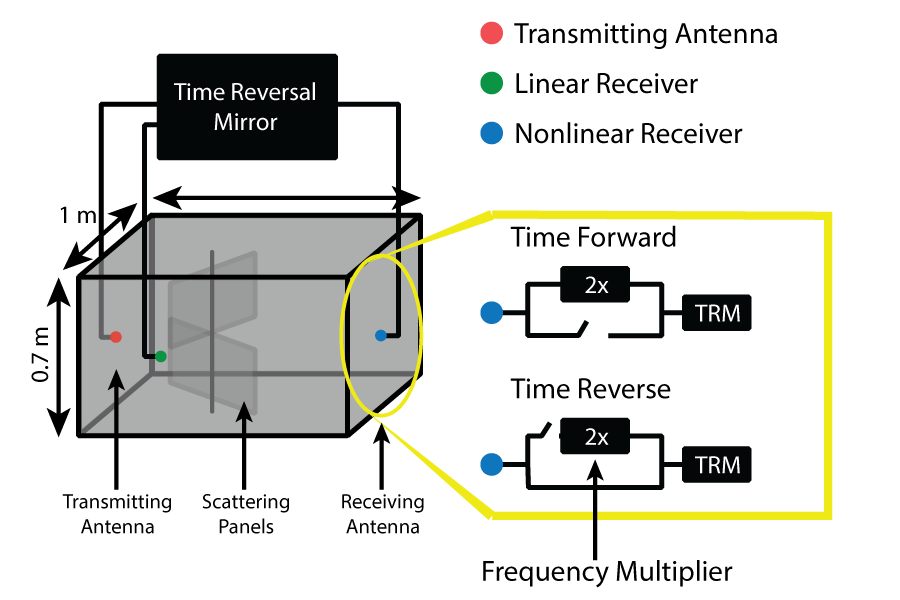 Transmitting Antenna
Linear Receiver
Nonlinear Receiver
Time Reversal
Mirror
1 m
0.7 m
Time Forward
2x
TRM
Time Reverse
2x
TRM
Transmitting
Antenna
Scattering
Panels
Receiving
Antenna
Frequency Multiplier